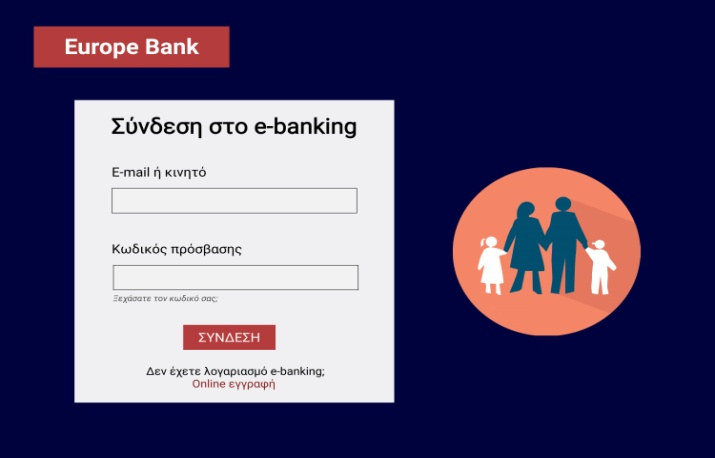 Europe Bank
Σύνδεση στο e-banking
E-mail ή κινητό
Κωδικός πρόσβασης
Ξεχάσατε τον κωδικό σας;
ΣΥΝΔΕΣΗ
Δεν έχετε λογαριασμό e-banking;
Online εγγραφή